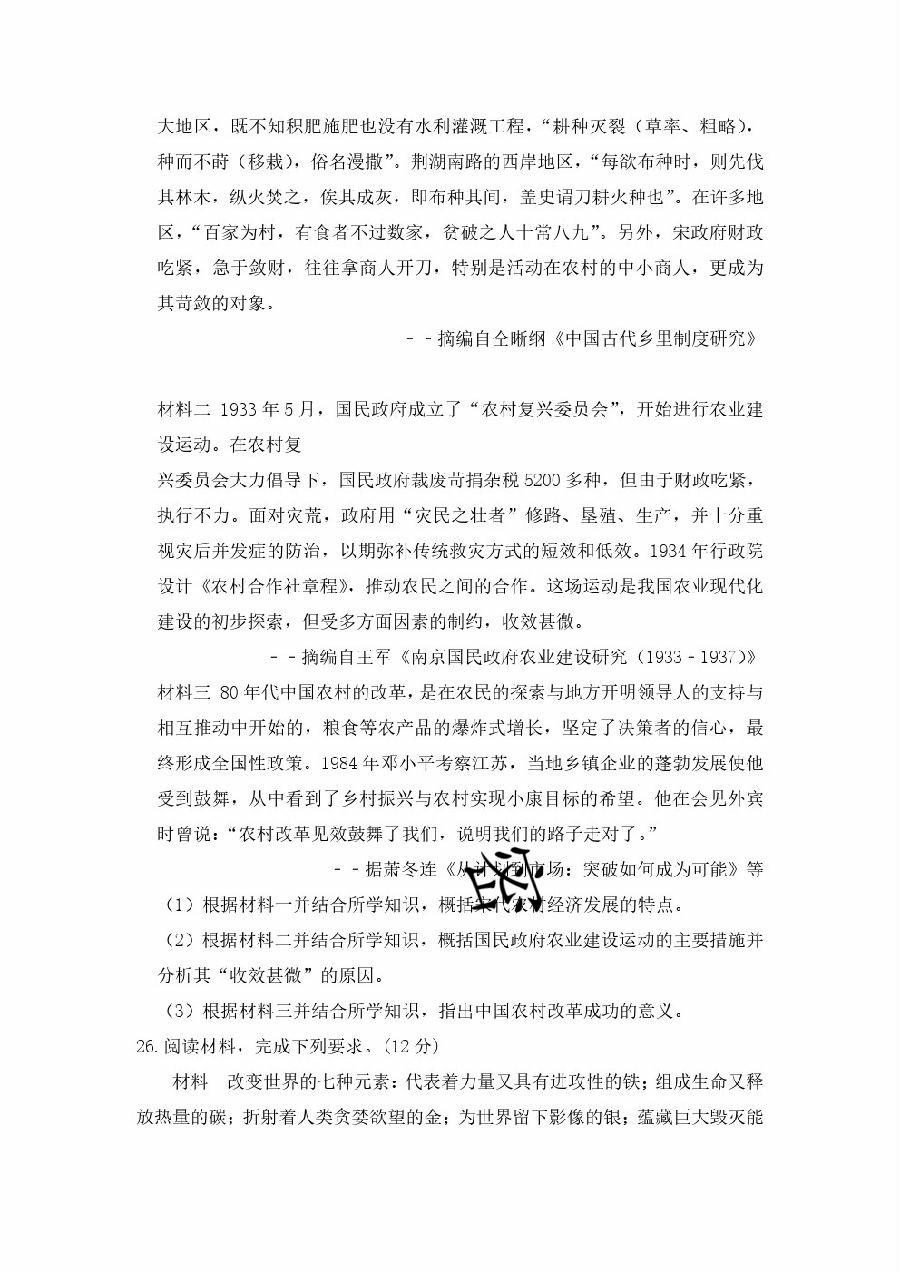 大地区，既不知积肥施肥也没有水利灌溉工程，“耕种灭裂（草率、粗略），
种而不莳（移栽），俗名漫撒”。荆湖南路的西岸地区，“每欲布种时，则先伐
其林木，纵火焚之，俟其成灰，即布种其间，盖史谓刀耕火种也”。在许多地
区，“百家为村，有食者不过数家，贫破之人十常八九”。另外，宋政府财政
吃紧，急于敛财，往往拿商人开刀，特别是活动在农村的中小商人，更成为
其苛敛的对象。
--摘编自仝晰纲《中国古代乡里制度研究》
材料二 1933年5月，国民政府成立了“农村复兴委员会”，开始进行农业建
设运动。在农村复
兴委员会大力倡导下，国民政府裁废苛捐杂税5200多种，但由于财政吃紧，
执行不力。面对灾荒，政府用“灾民之壮者”修路、垦殖、生产，并十分重
视灾后并发症的防治，以期弥补传统救灾方式的短效和低效。1934年行政院
设计《农村合作社章程》，推动农民之间的合作。这场运动是我国农业现代化
建设的初步探索，但受多方面因素的制约，收效甚微。
--摘编自王军《南京国民政府农业建设研究（1933-1937）》
材料三 80年代中国农村的改革，是在农民的探索与地方开明领导人的支持与
相互推动中开始的，粮食等农产品的爆炸式增长，坚定了决策者的信心，最
终形成全国性政策。1984年邓小平考察江苏，当地乡镇企业的蓬勃发展使他
受到鼓舞，从中看到了乡村振兴与农村实现小康目标的希望。他在会见外宾
时曾说：“农村改革见效鼓舞了我们，说明我们的路子走对了。”
--据萧冬连《从计划到市场：突破如何成为可能》等
（1）根据材料一并结合所学知识，概括宋代农村经济发展的特点。
（2）根据材料二并结合所学知识，概括国民政府农业建设运动的主要措施并
分析其“收效甚微”的原因。
（3）根据材料三并结合所学知识，指出中国农村改革成功的意义。
26.阅读材料，完成下列要求。（12分）
材料 改变世界的七种元素：代表着力量又具有进攻性的铁；组成生命又释
放热量的碳；折射着人类贪婪欲望的金；为世界留下影像的银；蕴藏巨大毁灭能